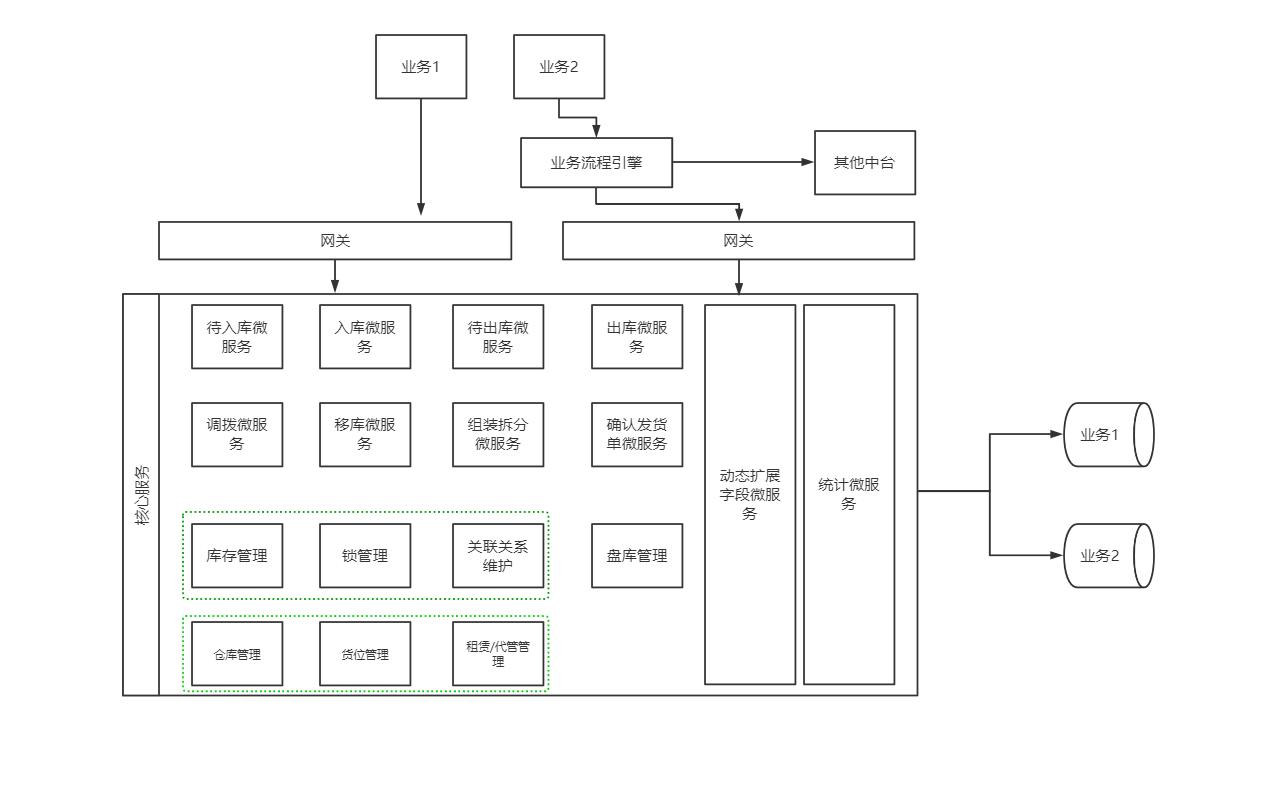 业务1
业务2
业务流程引擎
其他中台
网关
网关
核心服务
待入库微
服务
入库微服
务
待出库微
服务
出库微服
务
调拨微服
务
移库微服
务
组装拆分
微服务
确认发货
单微服务
库存管理
锁管理
关联关系
维护
盘库管理
仓库管理
货位管理
租赁/代管管
理
动态扩展
字段微服
务
统计微服
务
业务1
业务2